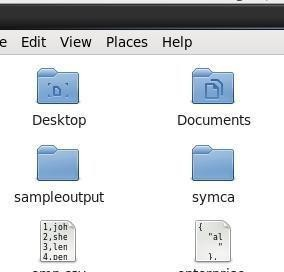 Edit View Places Help
Desktop Documents
sampleoutput symca
1,joh
2,she
3,len
4,pen
{
"al
"
},